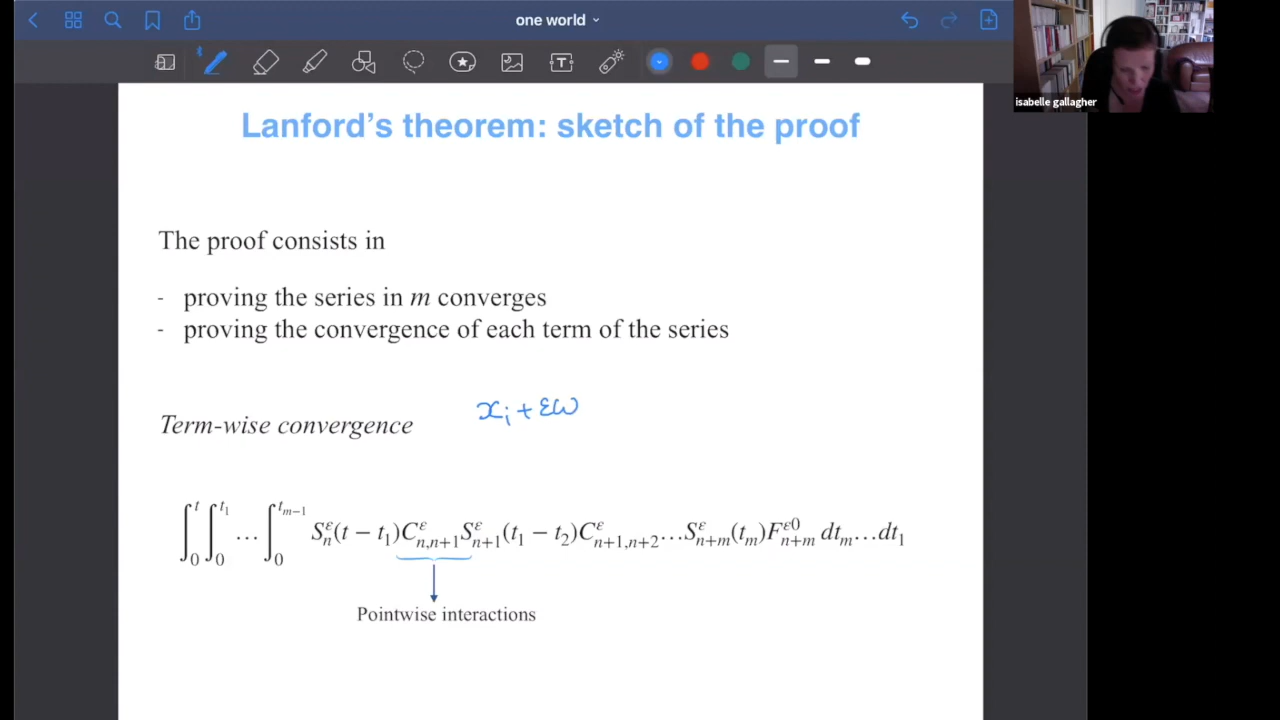 one world
isabelle gallagher
Lanford's theorem: sketch of the proof
The proof consists in
- proving the series in m converges
- proving the convergence of each term of the series
x_i + εω
Term-wise convergence
∫_0^t ∫_0^{t_1} … ∫_0^{t_{m−1}} S_n^ε(t − t_1)C_{n,n+1}^ε S_{n+1}^ε(t_1 − t_2)C_{n+1,n+2}^ε … S_{n+m}^ε(t_m)F_{n+m}^{ε0} dt_m … dt_1
Pointwise interactions